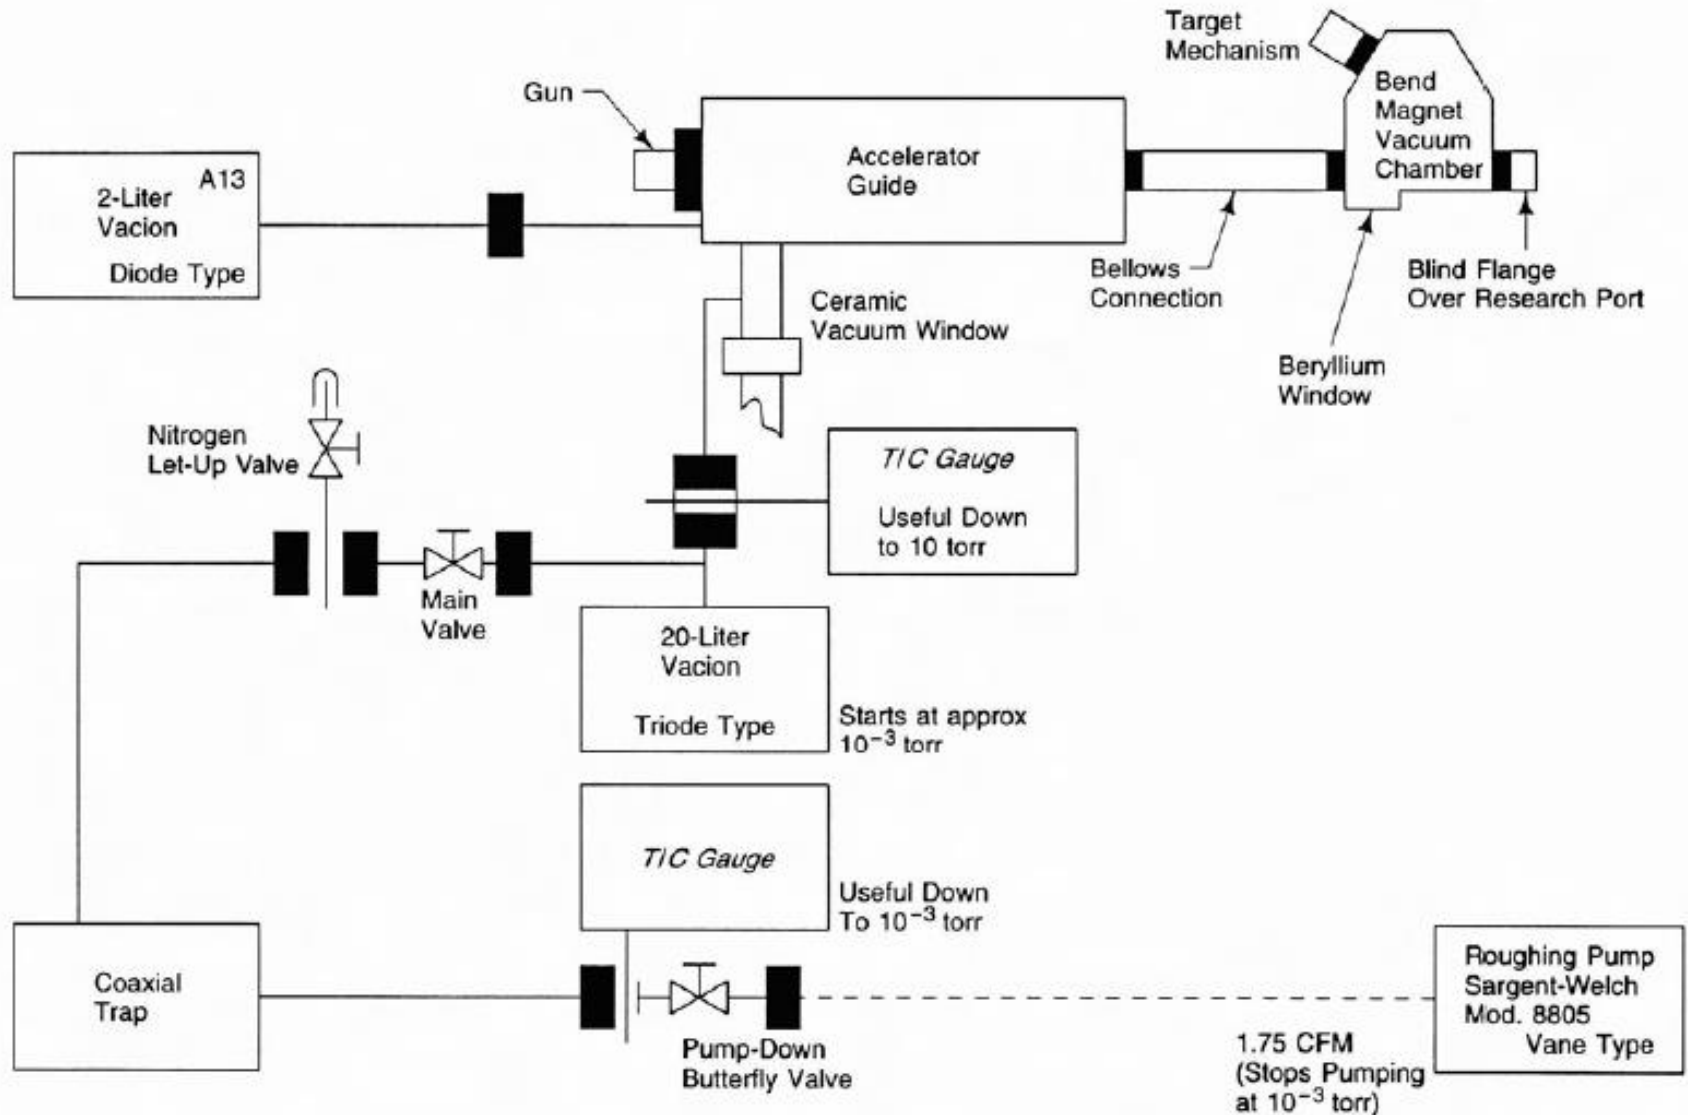 Target
Mechanism
Gun
Bend
Magnet
Vacuum
Chamber
Accelerator
Guide
A13
2-Liter
Vacion
Diode Type
Bellows
Connection
Blind Flange
Over Research Port
Ceramic
Vacuum Window
Beryllium
Window
Nitrogen
Let-Up Valve
TIC Gauge
Useful Down
to 10 torr
Main
Valve
20-Liter
Vacion
Triode Type
Starts at approx
10⁻³ torr
TIC Gauge
Useful Down
To 10⁻³ torr
Coaxial
Trap
Roughing Pump
Sargent-Welch
Mod. 8805
Vane Type
Pump-Down
Butterfly Valve
1.75 CFM
(Stops Pumping
at 10⁻³ torr)